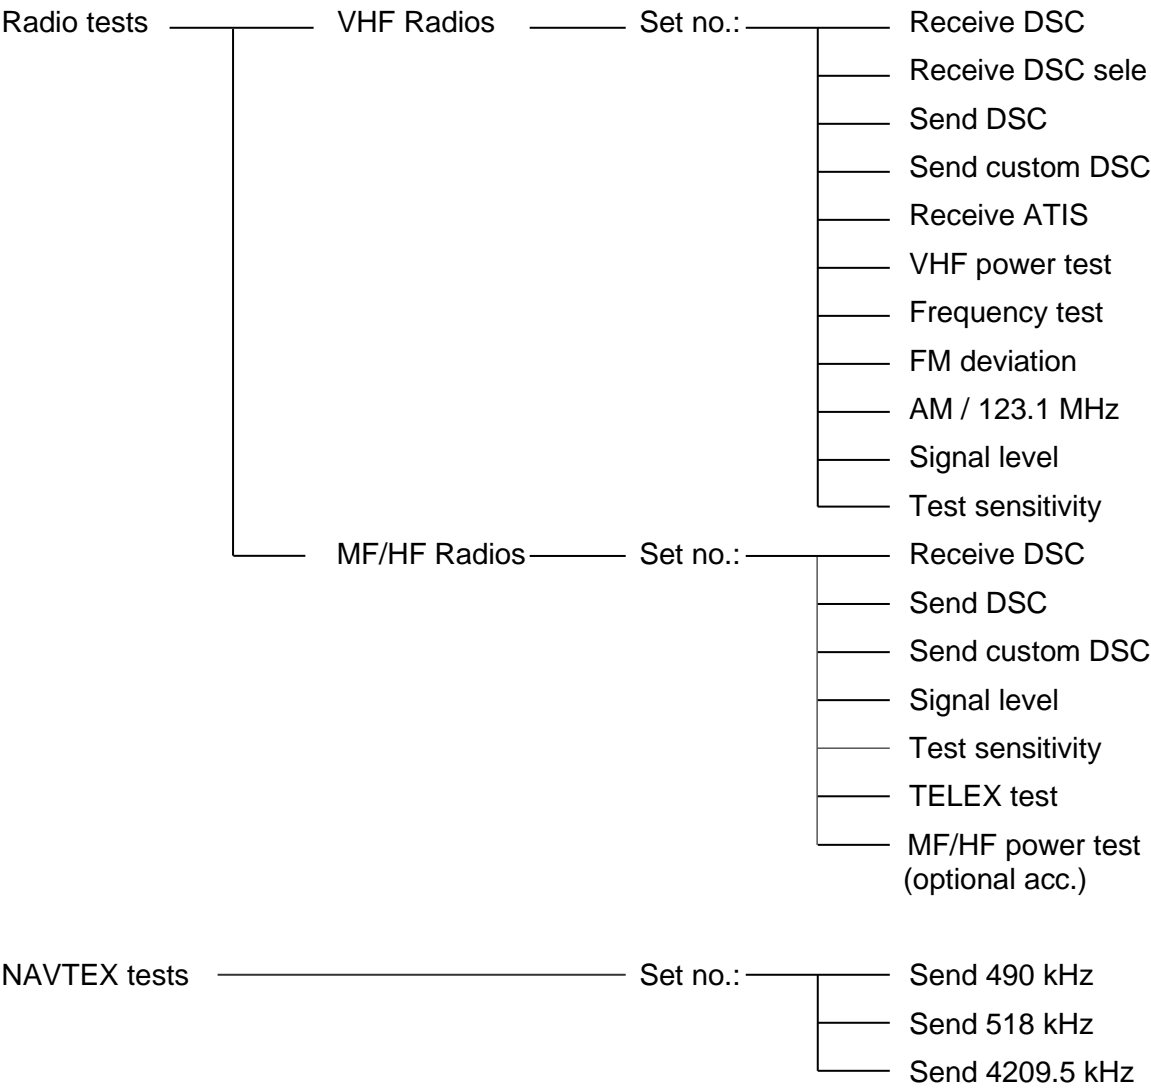 Radio tests VHF Radios Set no.: Receive DSC
Receive DSC sele
Send DSC
Send custom DSC
Receive ATIS
VHF power test
Frequency test
FM deviation
AM / 123.1 MHz
Signal level
Test sensitivity
MF/HF Radios Set no.: Receive DSC
Send DSC
Send custom DSC
Signal level
Test sensitivity
TELEX test
MF/HF power test
(optional acc.)
NAVTEX tests Set no.: Send 490 kHz
Send 518 kHz
Send 4209.5 kHz